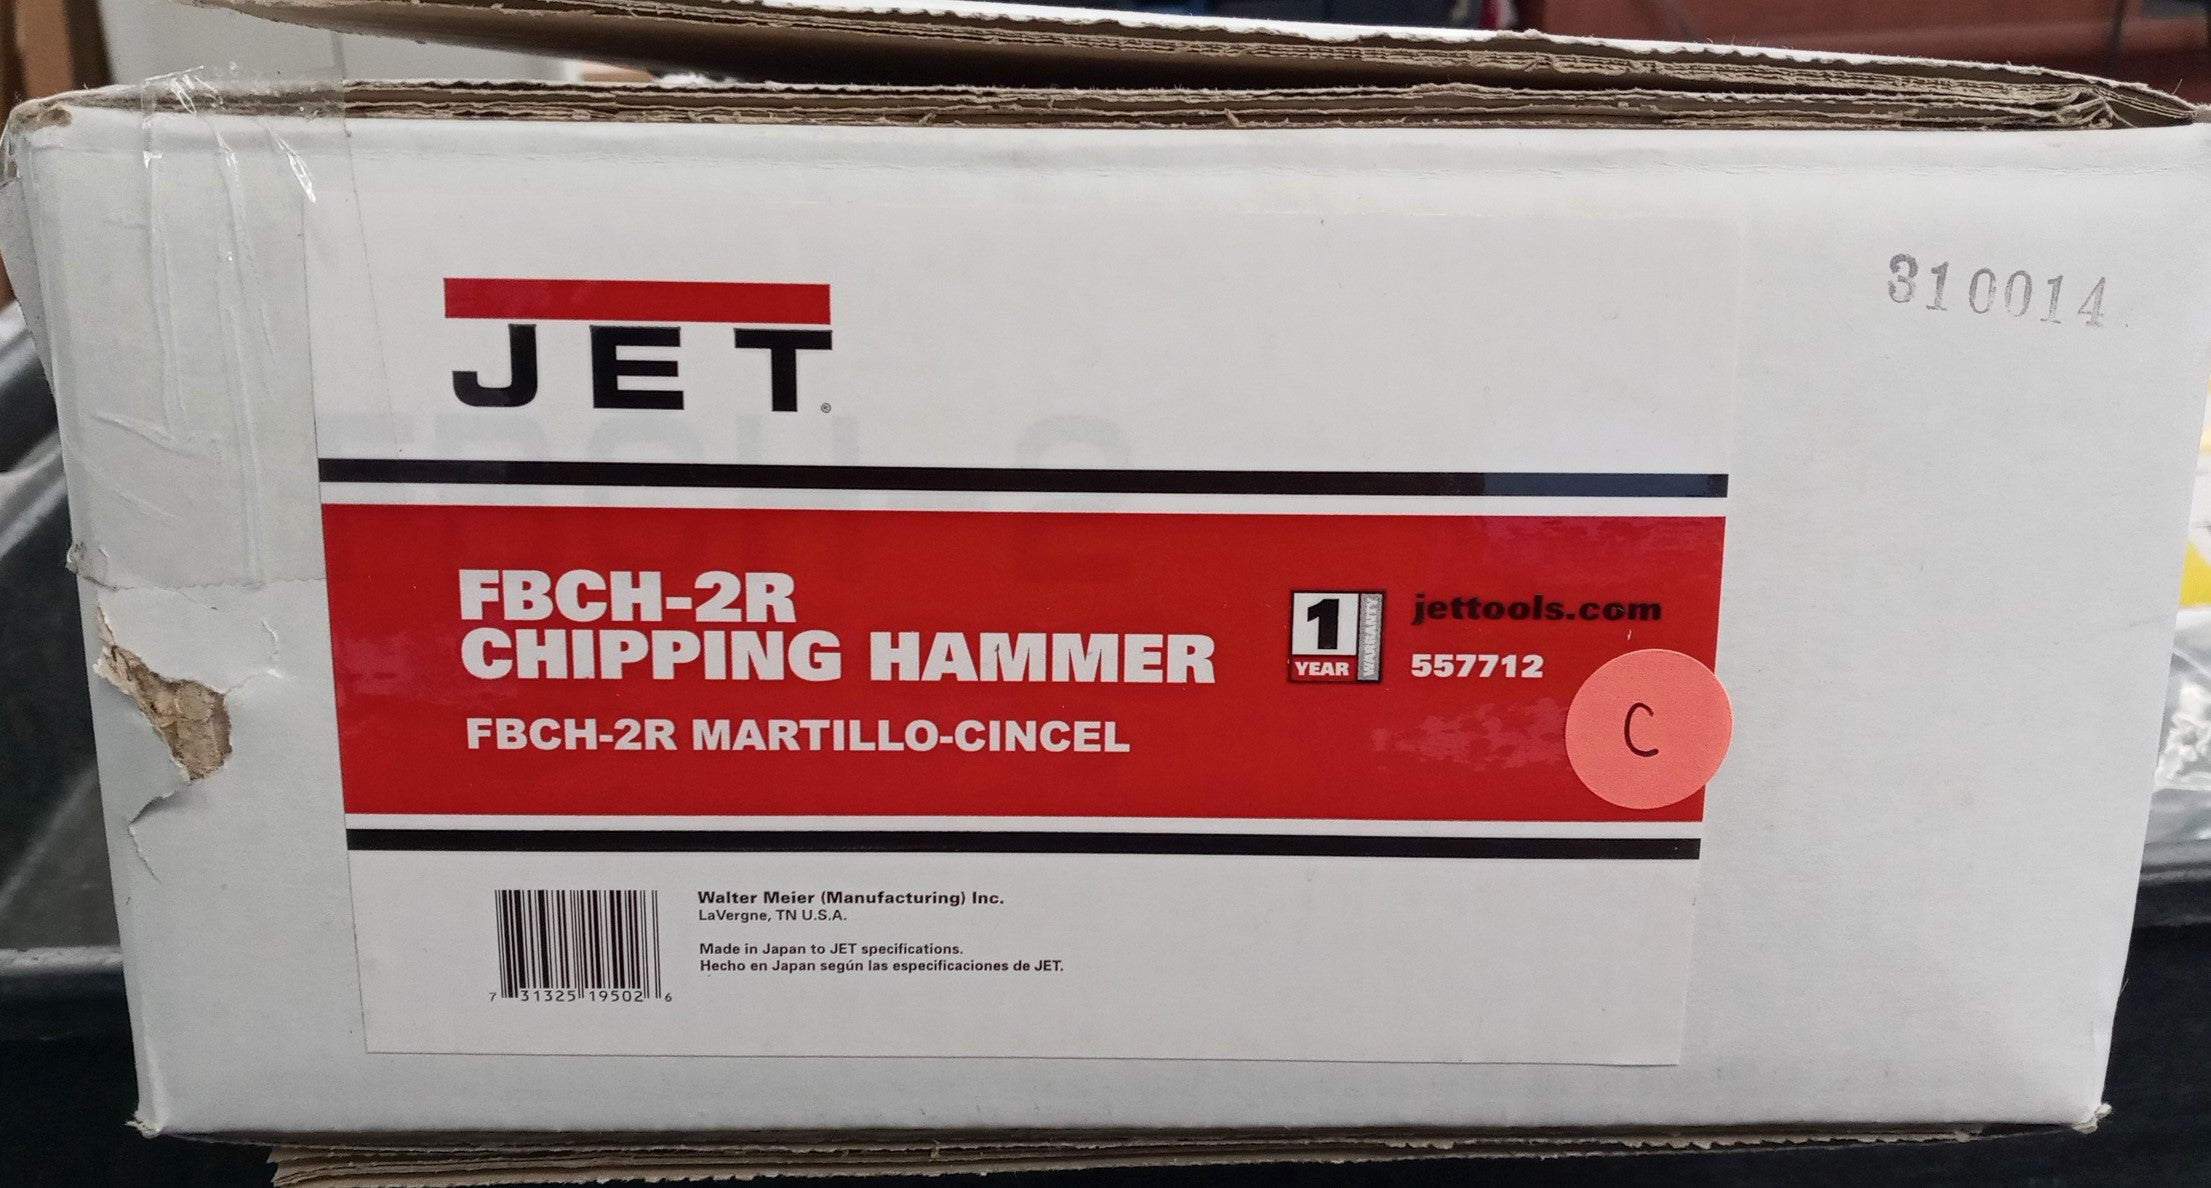 310014
JET®
FBCH-2R
CHIPPING HAMMER
FBCH-2R MARTILLO-CINCEL
1
YEAR
WARRANTY
jettools.com
557712
C
Walter Meier (Manufacturing) Inc.
LaVergne, TN U.S.A.
Made in Japan to JET specifications.
Hecho en Japan según las especificaciones de JET.
7 31325 19502 6